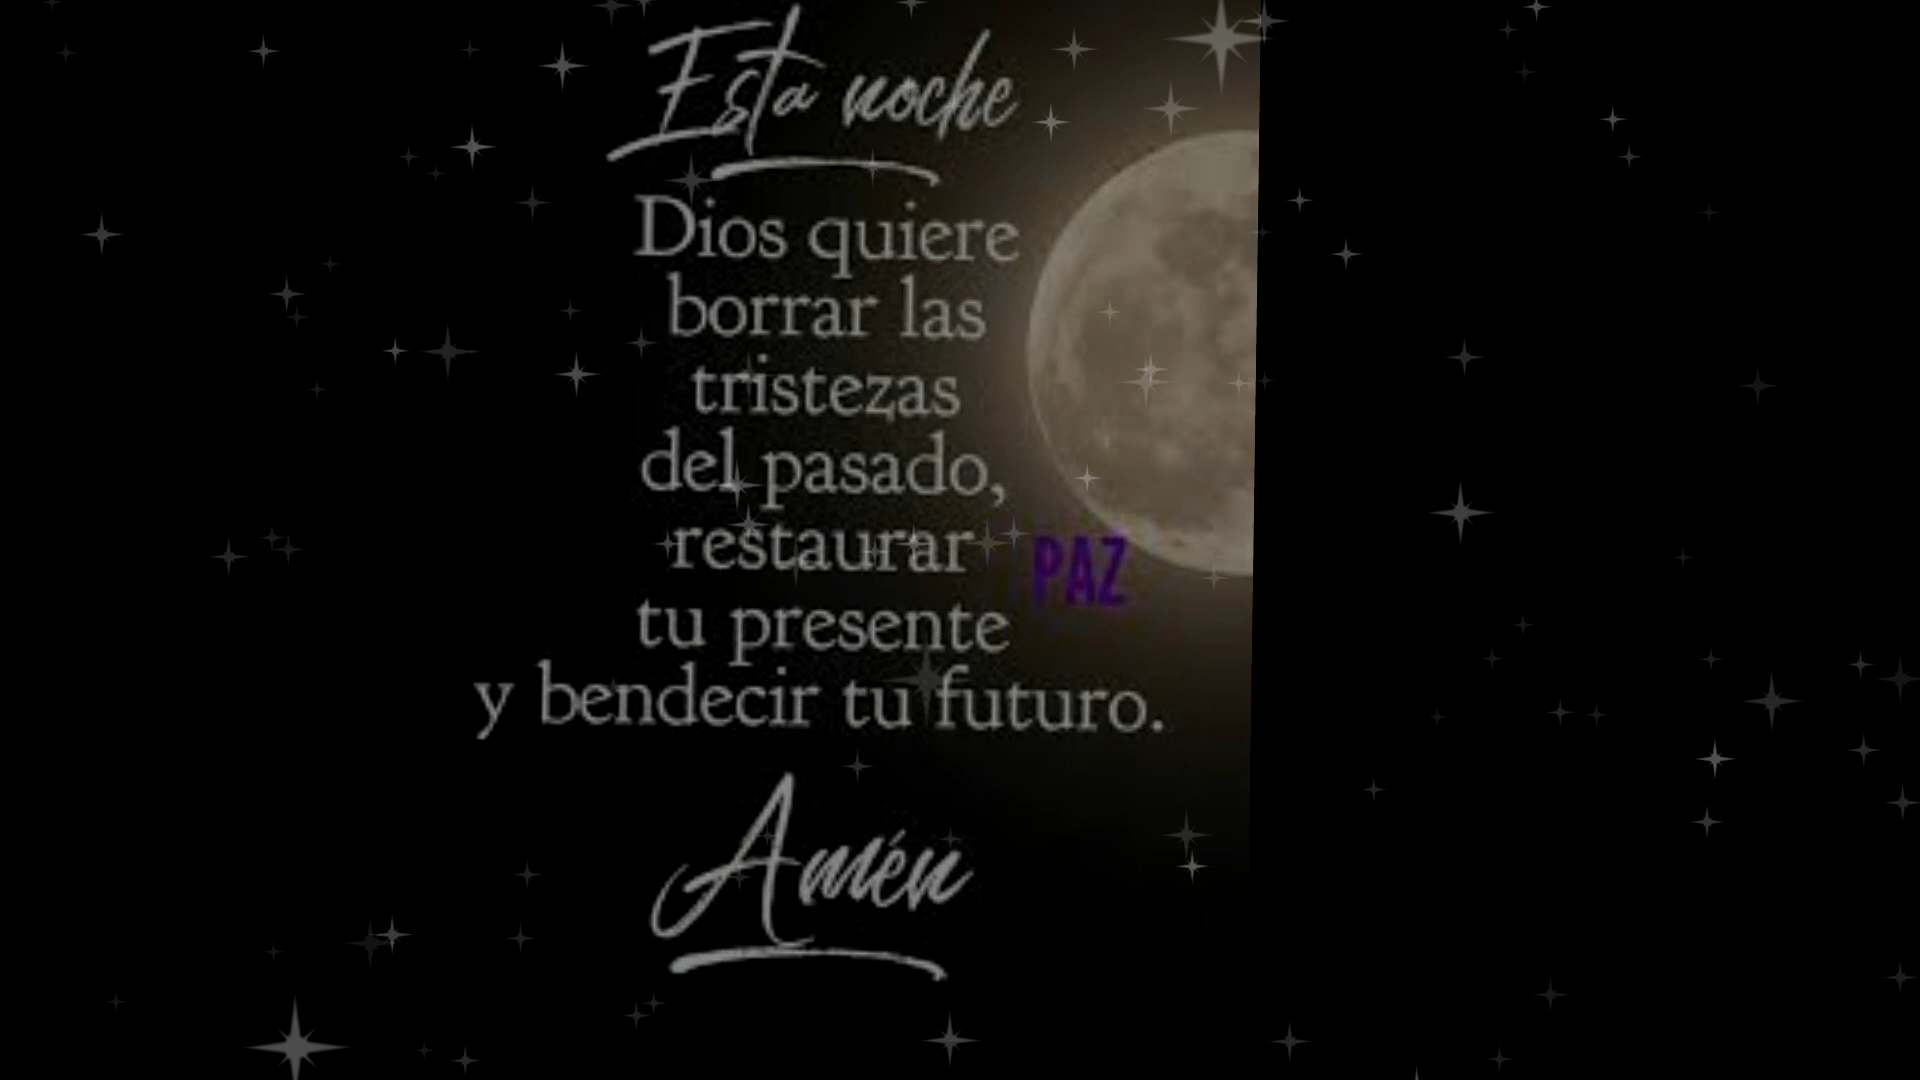 Esta noche
Dios quiere
borrar las
tristezas
del pasado,
restaurar
PAZ
tu presente
y bendecir tu futuro.
Amén